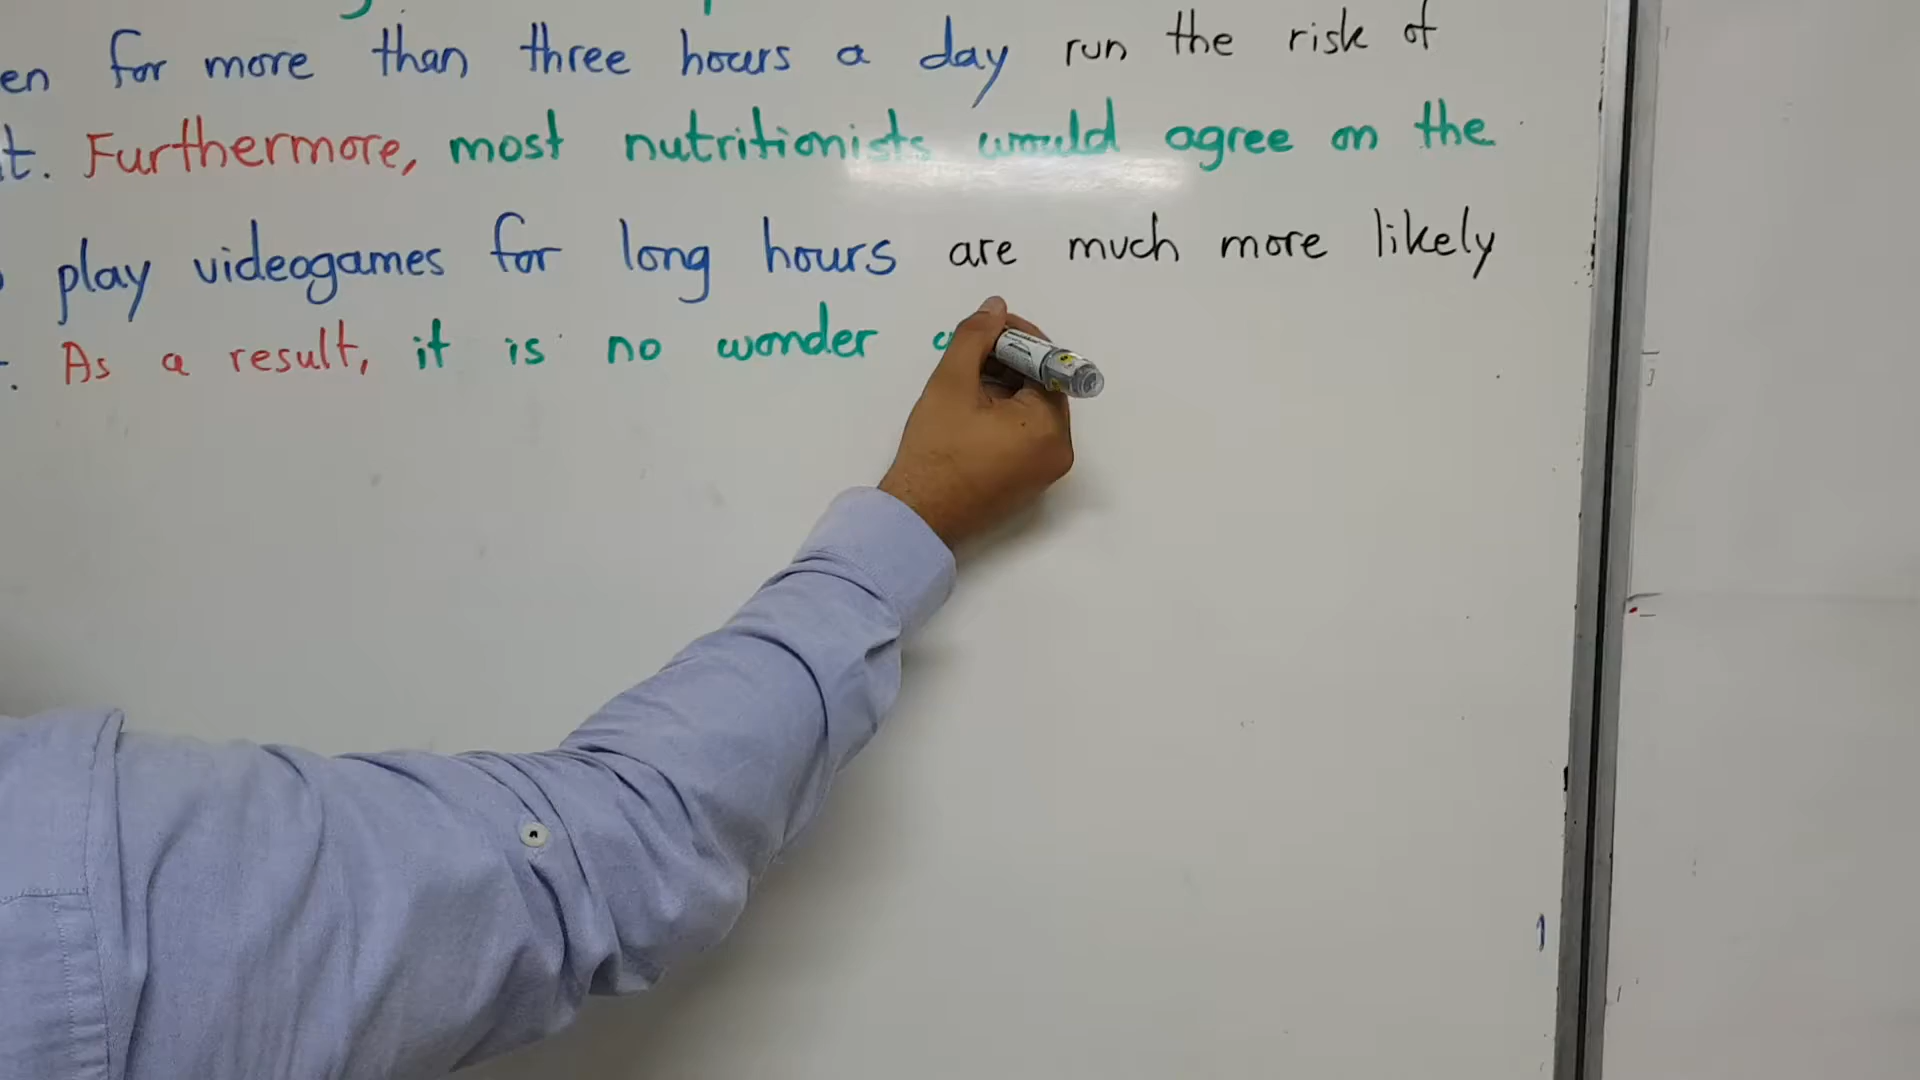 en for more than three hours a day run the risk of
t. Furthermore, most nutritionists would agree on the
play videogames for long hours are much more likely
. As a result, it is no wonder